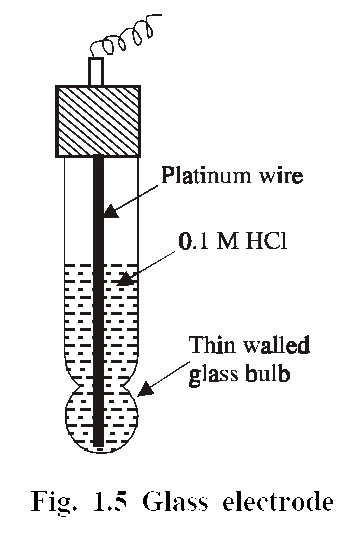 Platinum wire
0.1 M HCl
Thin walled
glass bulb
Fig. 1.5 Glass electrode